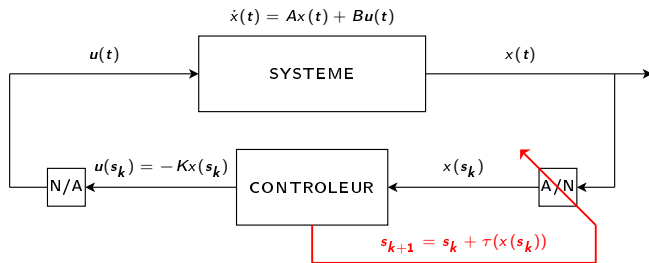 ẋ(t) = Ax(t) + Bu(t)
u(t)
SYSTEME
x(t)
u(s_k) = −Kx(s_k)
x(s_k)
N/A
CONTROLEUR
A/N
s_{k+1} = s_k + τ(x(s_k))